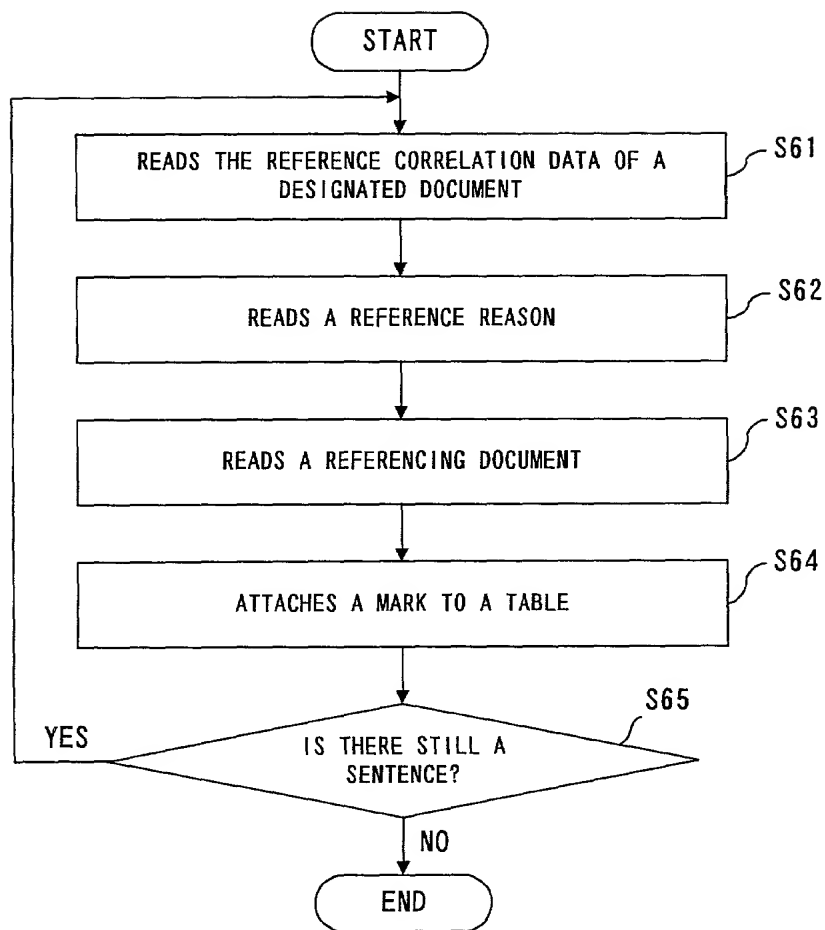 START
READS THE REFERENCE CORRELATION DATA OF A
DESIGNATED DOCUMENT
S61
READS A REFERENCE REASON
S62
READS A REFERENCING DOCUMENT
S63
ATTACHES A MARK TO A TABLE
S64
IS THERE STILL A
SENTENCE?
S65
YES
NO
END